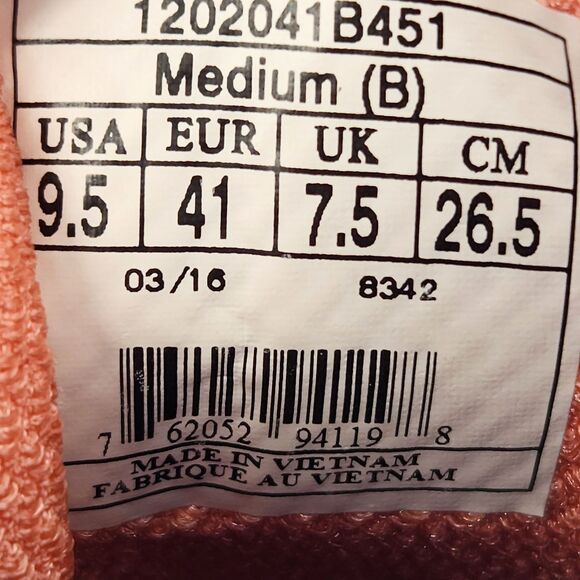 1202041B451
Medium (B)
USA EUR UK CM
9.5 41 7.5 26.5
03/16 8342
7 62052 94119 8
MADE IN VIETNAM
FABRIQUE AU VIETNAM